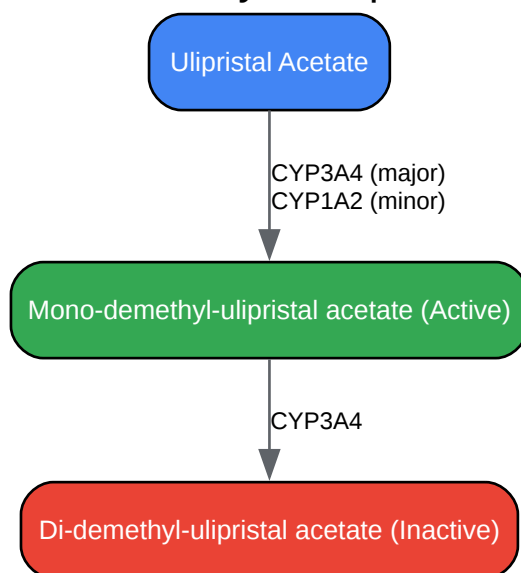 Ulipristal Acetate
CYP3A4 (major)
CYP1A2 (minor)
Mono-demethyl-ulipristal acetate (Active)
CYP3A4
Di-demethyl-ulipristal acetate (Inactive)